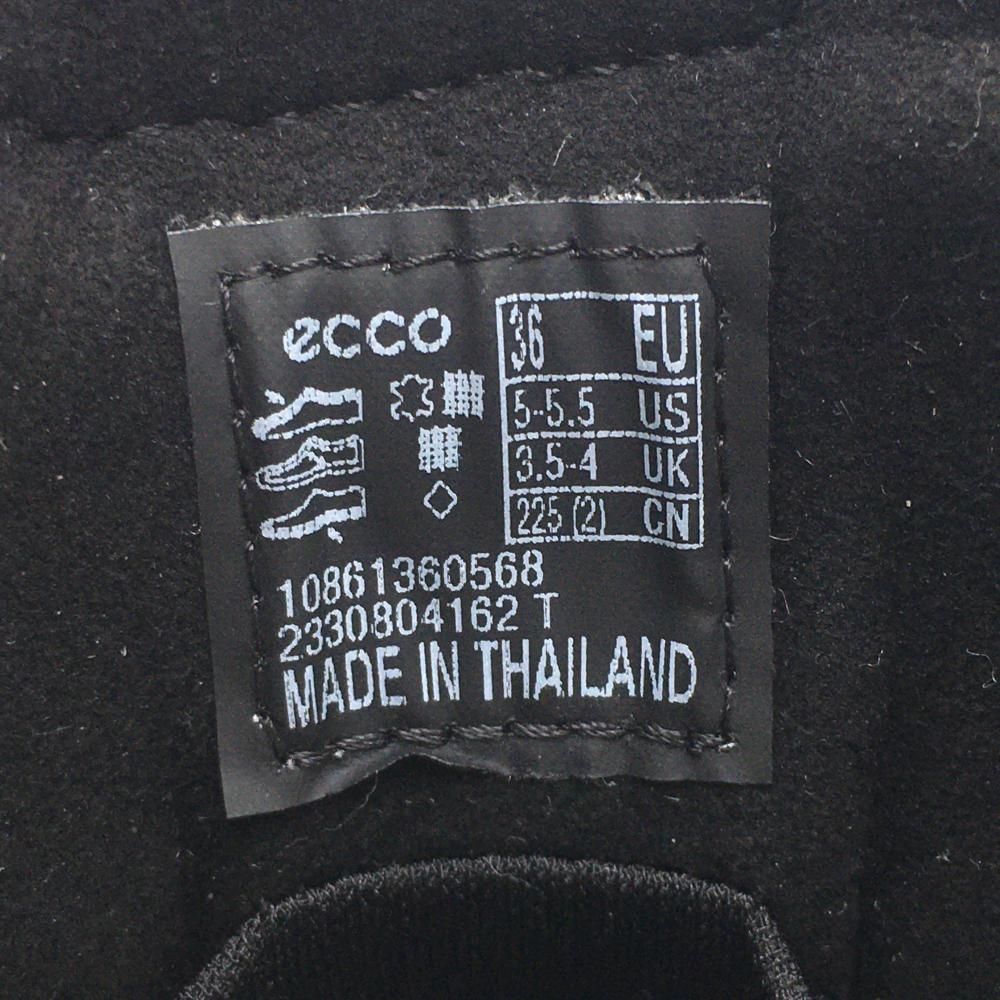 ecco
36 EU
5-5.5 US
3.5-4 UK
225 (2) CN
10861360568
2330804162 T
MADE IN THAILAND